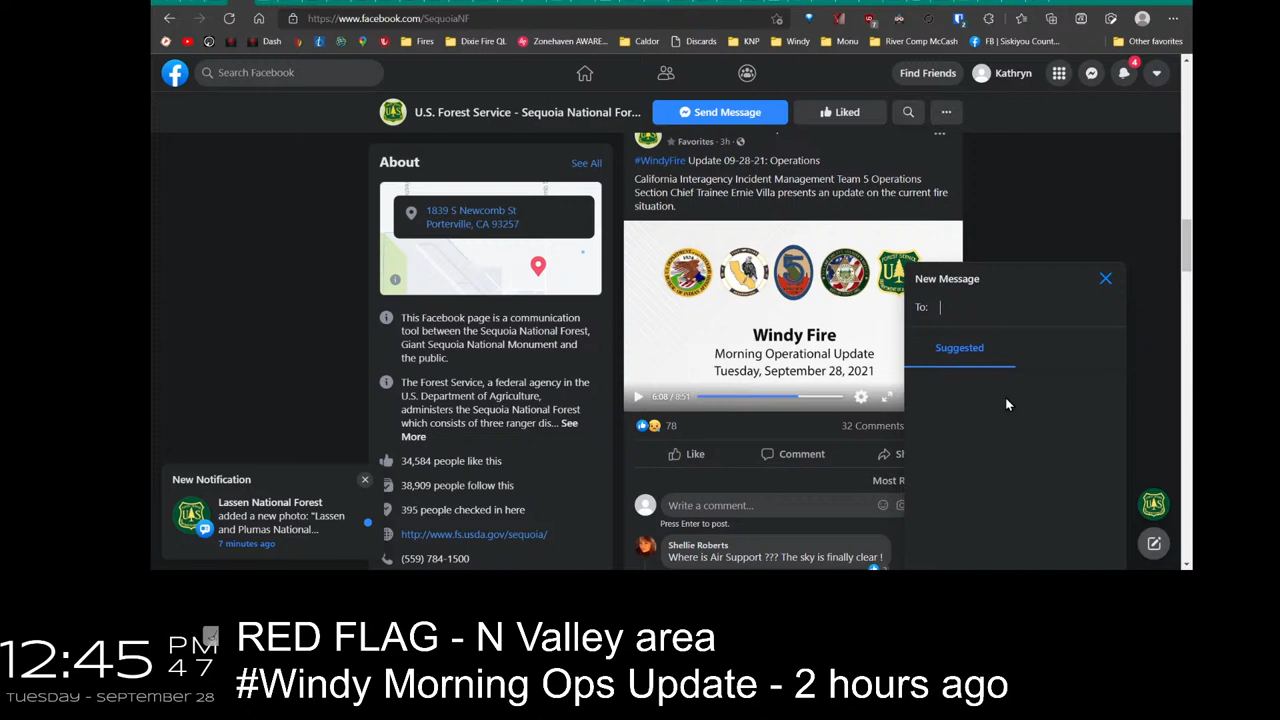 https://www.facebook.com/SequoiaNF
Dash
Fires
Dixie Fire QL
Zonehaven AWARE...
Caldor
Discards
KNP
Windy
Monu
River Comp McCash
FB | Siskiyou Count...
Other favorites
Search Facebook
Find Friends
Kathryn
4
U.S. Forest Service - Sequoia National For...
Send Message
Liked
About
See All
1839 S Newcomb St
Porterville, CA 93257
This Facebook page is a communication
tool between the Sequoia National Forest,
Giant Sequoia National Monument and
the public.
The Forest Service, a federal agency in the
U.S. Department of Agriculture,
administers the Sequoia National Forest
which consists of three ranger dis... See
More
34,584 people like this
38,909 people follow this
395 people checked in here
http://www.fs.usda.gov/sequoia/
(559) 784-1500
Favorites · 3h ·
#WindyFire Update 09-28-21: Operations
California Interagency Incident Management Team 5 Operations
Section Chief Trainee Ernie Villa presents an update on the current fire
situation.
Windy Fire
Morning Operational Update
Tuesday, September 28, 2021
6:08 / 8:51
78
32 Comments
Like
Comment
Sh
Most R
Write a comment...
Press Enter to post.
Shellie Roberts
Where is Air Support ??? The sky is finally clear !
New Message
To:
Suggested
New Notification
Lassen National Forest
added a new photo: "Lassen
and Plumas National...
7 minutes ago
12:45
PM
47
TUESDAY - SEPTEMBER 28
RED FLAG - N Valley area
#Windy Morning Ops Update - 2 hours ago